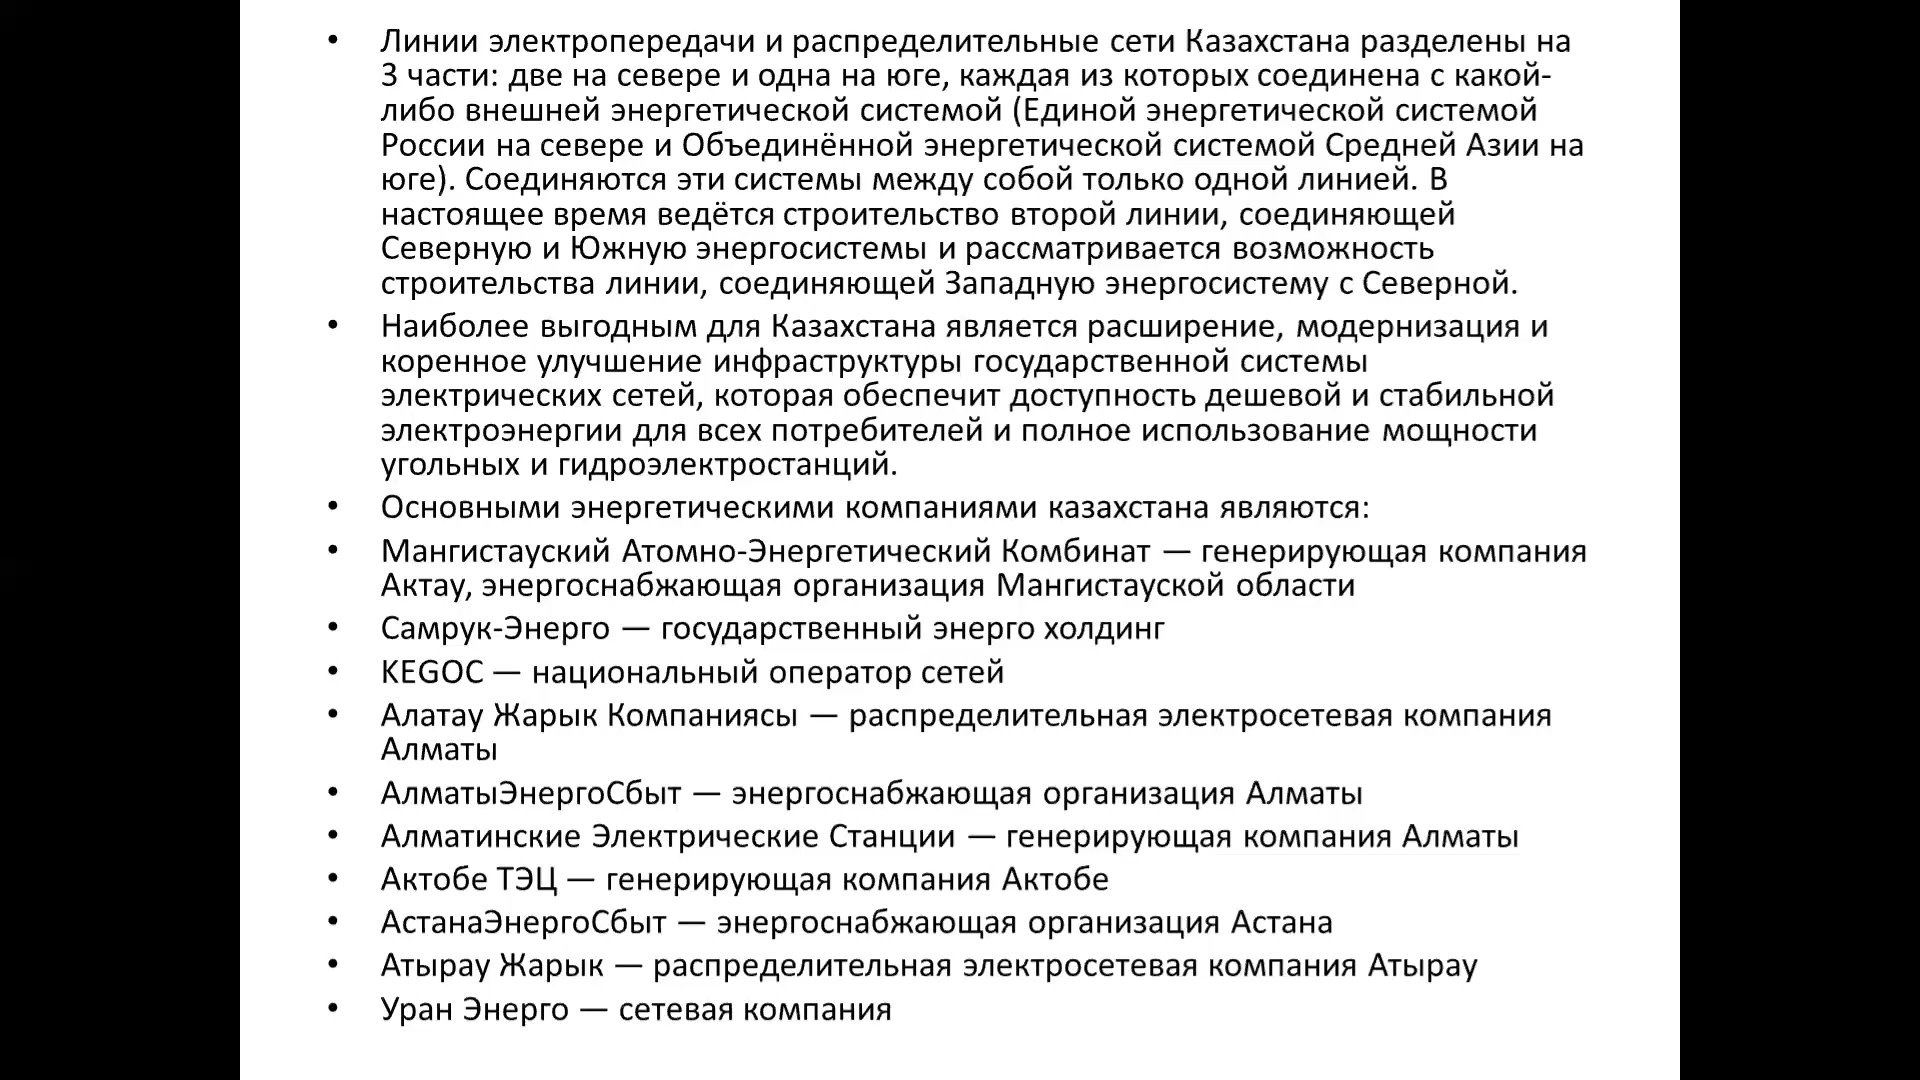 • Линии электропередачи и распределительные сети Казахстана разделены на
3 части: две на севере и одна на юге, каждая из которых соединена с какой-
либо внешней энергетической системой (Единой энергетической системой
России на севере и Объединённой энергетической системой Средней Азии на
юге). Соединяются эти системы между собой только одной линией. В
настоящее время ведётся строительство второй линии, соединяющей
Северную и Южную энергосистемы и рассматривается возможность
строительства линии, соединяющей Западную энергосистему с Северной.
• Наиболее выгодным для Казахстана является расширение, модернизация и
коренное улучшение инфраструктуры государственной системы
электрических сетей, которая обеспечит доступность дешевой и стабильной
электроэнергии для всех потребителей и полное использование мощности
угольных и гидроэлектростанций.
• Основными энергетическими компаниями казахстана являются:
• Мангистауский Атомно-Энергетический Комбинат — генерирующая компания
Актау, энергоснабжающая организация Мангистауской области
• Самрук-Энерго — государственный энерго холдинг
• KEGOC — национальный оператор сетей
• Алатау Жарык Компаниясы — распределительная электросетевая компания
Алматы
• АлматыЭнергоСбыт — энергоснабжающая организация Алматы
• Алматинские Электрические Станции — генерирующая компания Алматы
• Актобе ТЭЦ — генерирующая компания Актобе
• АстанаЭнергоСбыт — энергоснабжающая организация Астана
• Атырау Жарык — распределительная электросетевая компания Атырау
• Уран Энерго — сетевая компания